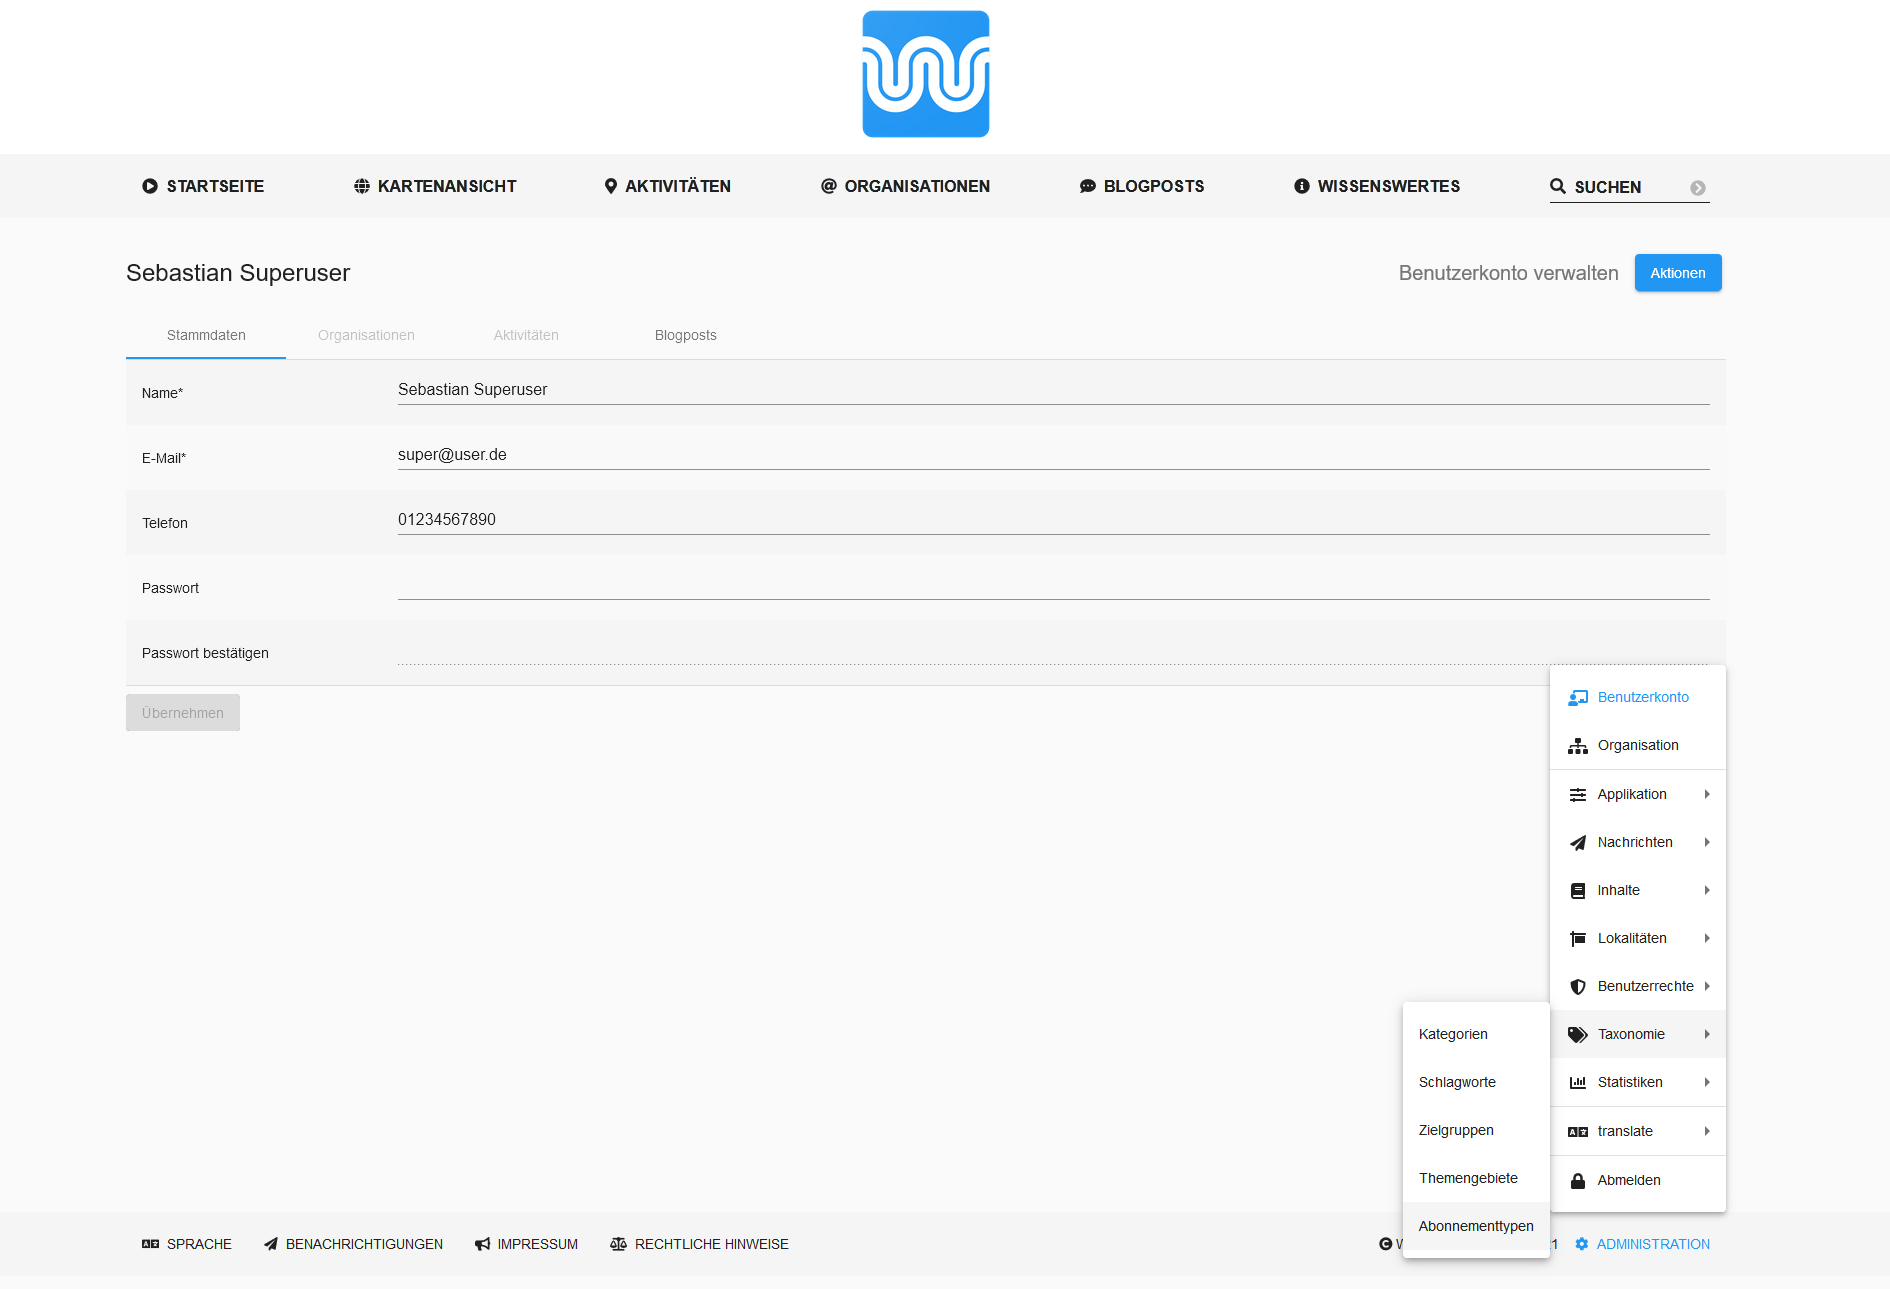 STARTSEITE
KARTENANSICHT
AKTIVITÄTEN
ORGANISATIONEN
BLOGPOSTS
WISSENSWERTES
SUCHEN
Sebastian Superuser
Benutzerkonto verwalten
Aktionen
Stammdaten
Organisationen
Aktivitäten
Blogposts
Name*
Sebastian Superuser
E-Mail*
super@user.de
Telefon
01234567890
Passwort
Passwort bestätigen
Übernehmen
Benutzerkonto
Organisation
Applikation
Nachrichten
Inhalte
Lokalitäten
Benutzerrechte
Taxonomie
Statistiken
translate
Abmelden
Kategorien
Schlagworte
Zielgruppen
Themengebiete
Abonnementtypen
SPRACHE
BENACHRICHTIGUNGEN
IMPRESSUM
RECHTLICHE HINWEISE
ADMINISTRATION